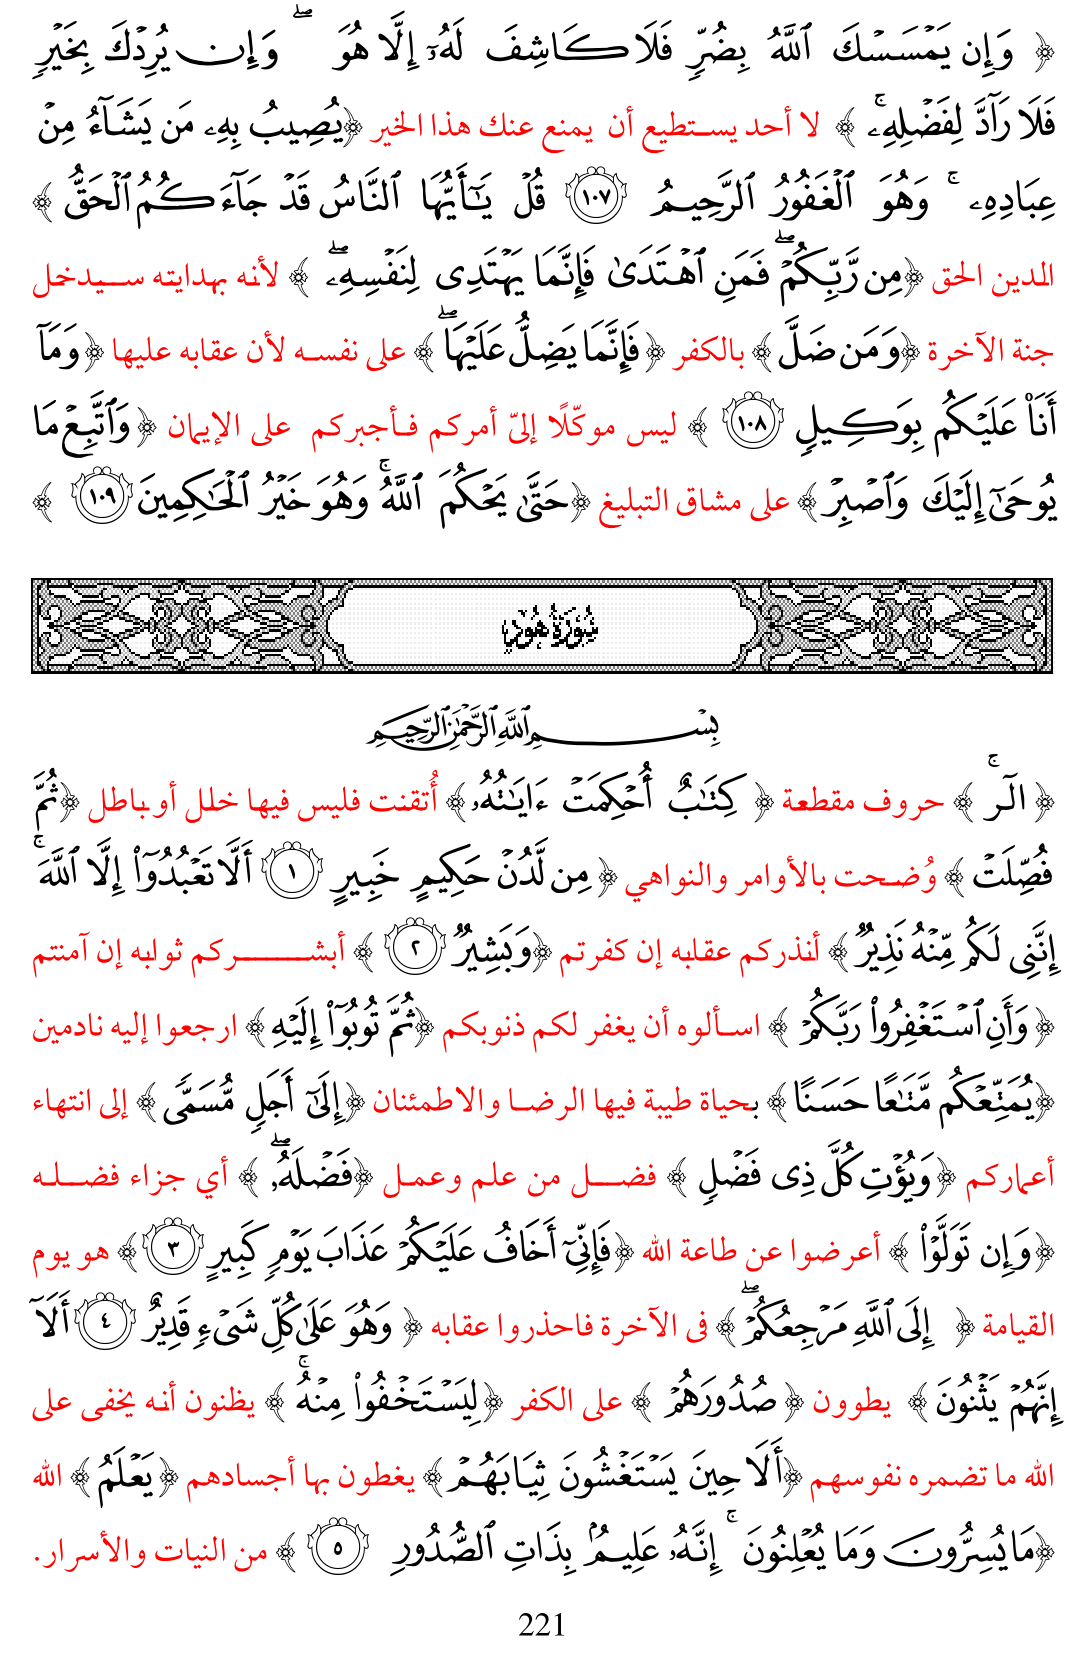 ﴿ وَإِن يَمْسَسْكَ ٱللَّهُ بِضُرٍّ فَلَا كَاشِفَ لَهُۥٓ إِلَّا هُوَ ۖ وَإِن يُرِدْكَ بِخَيْرٍ
فَلَا رَآدَّ لِفَضْلِهِۦ ۚ ﴾ لا أحد يستطيع أن يمنع عنك هذا الخير ﴿يُصِيبُ بِهِۦ مَن يَشَآءُ مِنْ
عِبَادِهِۦ ۚ وَهُوَ ٱلْغَفُورُ ٱلرَّحِيمُ ١٠٧ قُلْ يَٰٓأَيُّهَا ٱلنَّاسُ قَدْ جَآءَكُمُ ٱلْحَقُّ ﴾
الدين الحق ﴿مِن رَّبِّكُمْ ۖ فَمَنِ ٱهْتَدَىٰ فَإِنَّمَا يَهْتَدِى لِنَفْسِهِۦ ۖ ﴾ لأنه بهدايته سيدخل
جنة الآخرة ﴿وَمَن ضَلَّ﴾ بالكفر ﴿فَإِنَّمَا يَضِلُّ عَلَيْهَا ۖ﴾ على نفسه لأن عقابه عليها ﴿وَمَآ
أَنَا۠ عَلَيْكُم بِوَكِيلٍ ١٠٨ ﴾ ليس موكّلًا إليّ أمركم فأجبركم على الإيمان ﴿وَٱتَّبِعْ مَا
يُوحَىٰٓ إِلَيْكَ وَٱصْبِرْ﴾ على مشاق التبليغ ﴿حَتَّىٰ يَحْكُمَ ٱللَّهُ ۚ وَهُوَ خَيْرُ ٱلْحَٰكِمِينَ ١٠٩ ﴾
سُورَةُ هُودٍ
بِسْمِ ٱللَّهِ ٱلرَّحْمَٰنِ ٱلرَّحِيمِ
﴿ الٓر ۚ ﴾ حروف مقطعة ﴿ كِتَٰبٌ أُحْكِمَتْ ءَايَٰتُهُۥ﴾ أُتقنت فليس فيها خلل أو باطل ﴿ثُمَّ
فُصِّلَتْ ﴾ وُضحت بالأوامر والنواهي ﴿ مِن لَّدُنْ حَكِيمٍ خَبِيرٍ ١ أَلَّا تَعْبُدُوٓا۟ إِلَّا ٱللَّهَ ۚ
إِنَّنِى لَكُم مِّنْهُ نَذِيرٌ﴾ أنذركم عقابه إن كفرتم ﴿وَبَشِيرٌ ٢ ﴾ أبشركم ثوابه إن آمنتم
﴿ وَأَنِ ٱسْتَغْفِرُوا۟ رَبَّكُمْ ﴾ اسألوه أن يغفر لكم ذنوبكم ﴿ثُمَّ تُوبُوٓا۟ إِلَيْهِ﴾ ارجعوا إليه نادمين
﴿يُمَتِّعْكُم مَّتَٰعًا حَسَنًا﴾ بحياة طيبة فيها الرضا والاطمئنان ﴿إِلَىٰٓ أَجَلٍ مُّسَمًّى﴾ إلى انتهاء
أعماركم ﴿وَيُؤْتِ كُلَّ ذِى فَضْلٍ ﴾ فضل من علم وعمل ﴿فَضْلَهُۥ ۖ ﴾ أي جزاء فضله
﴿وَإِن تَوَلَّوْا۟ ﴾ أعرضوا عن طاعة الله ﴿فَإِنِّىٓ أَخَافُ عَلَيْكُمْ عَذَابَ يَوْمٍ كَبِيرٍ ٣ ﴾ هو يوم
القيامة ﴿ إِلَى ٱللَّهِ مَرْجِعُكُمْ ۖ﴾ في الآخرة فاحذروا عقابه ﴿ وَهُوَ عَلَىٰ كُلِّ شَىْءٍ قَدِيرٌ ٤ أَلَآ
إِنَّهُمْ يَثْنُونَ ﴾ يطوون ﴿ صُدُورَهُمْ ﴾ على الكفر ﴿لِيَسْتَخْفُوا۟ مِنْهُ ۚ ﴾ يظنون أنه يخفى على
الله ما تضمره نفوسهم ﴿أَلَا حِينَ يَسْتَغْشُونَ ثِيَابَهُمْ﴾ يغطون بها أجسادهم ﴿يَعْلَمُ ﴾ الله
﴿مَا يُسِرُّونَ وَمَا يُعْلِنُونَ ۚ إِنَّهُۥ عَلِيمٌۢ بِذَاتِ ٱلصُّدُورِ ٥ ﴾ من النيات والأسرار.
221